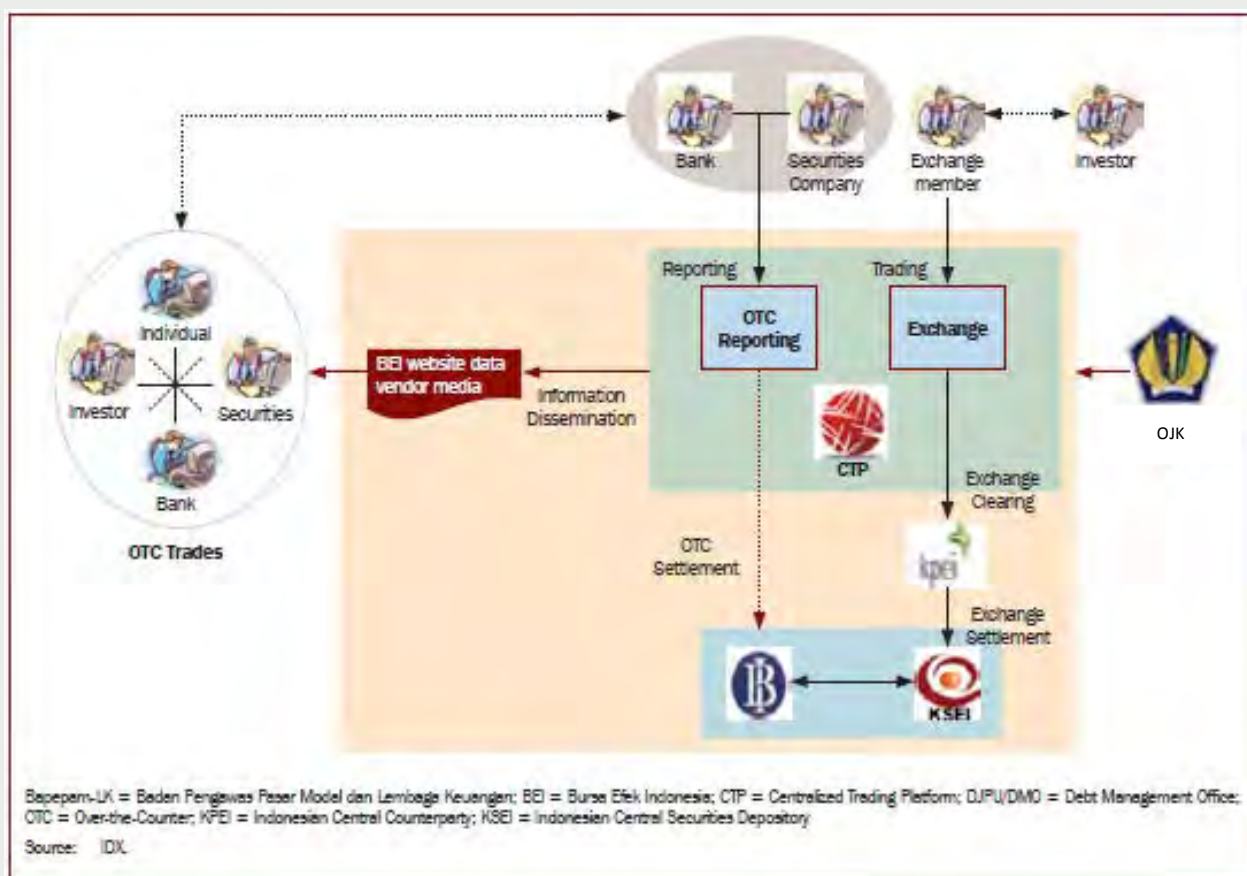 Bank
Securities
Company
Exchange
member
Investor
Reporting
Trading
OTC
Reporting
Exchange
Individual
Investor
Securities
Bank
OTC Trades
BEI website data
vendor media
Information
Dissemination
CTP
OJK
Exchange
Clearing
kpei
OTC
Settlement
Exchange
Settlement
KSEI
Bapepam-LK = Badan Pengawas Pasar Model dan Lembaga Keuangan; BEI = Bursa Efek Indonesia; CTP = Centralized Trading Platform; DJPU/DMO = Debt Management Office;
OTC = Over-the-Counter; KPEI = Indonesian Central Counterparty; KSEI = Indonesian Central Securities Depository
Source: IDX.